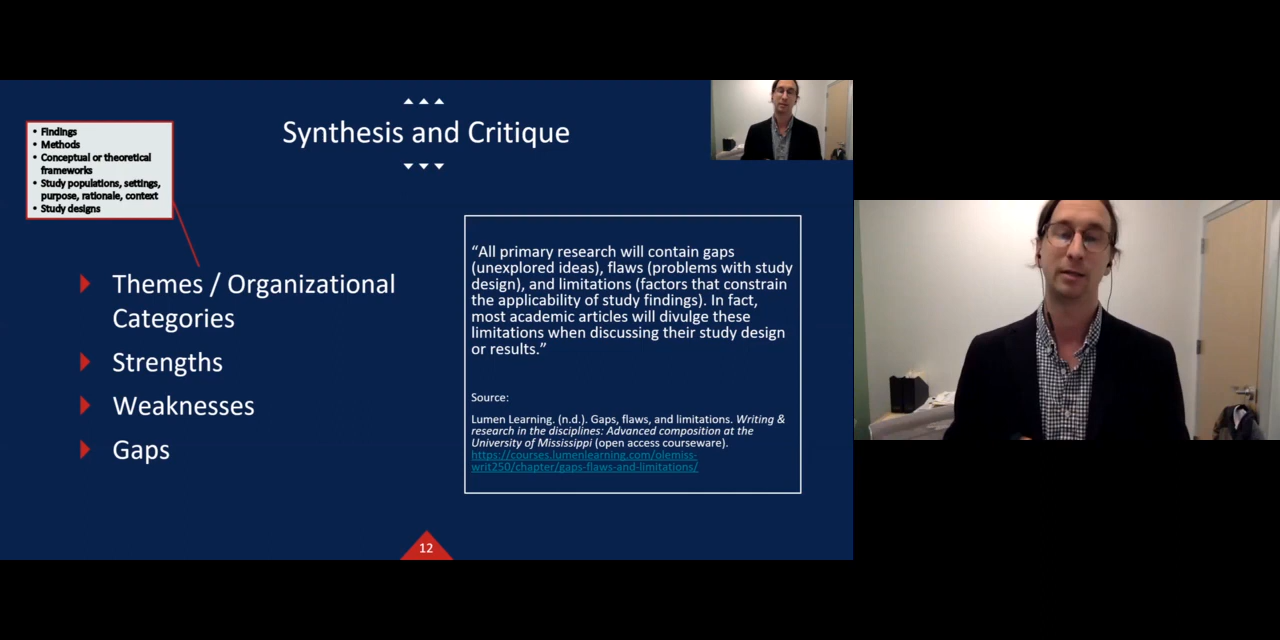 Synthesis and Critique
• Findings
• Methods
• Conceptual or theoretical
frameworks
• Study populations, settings,
purpose, rationale, context
• Study designs
Themes / Organizational
Categories
Strengths
Weaknesses
Gaps
“All primary research will contain gaps
(unexplored ideas), flaws (problems with study
design), and limitations (factors that constrain
the applicability of study findings). In fact,
most academic articles will divulge these
limitations when discussing their study design
or results.”
Source:
Lumen Learning. (n.d.). Gaps, flaws, and limitations. Writing &
research in the disciplines: Advanced composition at the
University of Mississippi (open access courseware).
https://courses.lumenlearning.com/olemiss-
writ250/chapter/gaps-flaws-and-limitations/
12